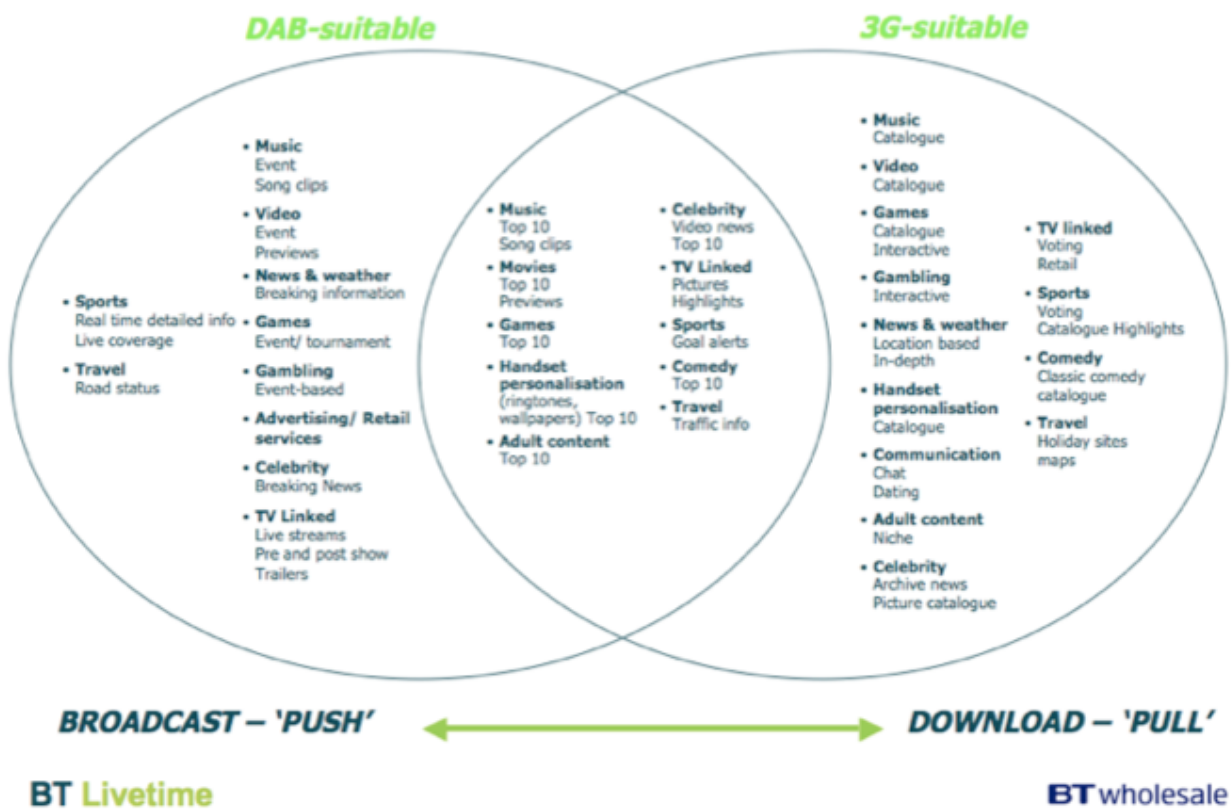 DAB-suitable
3G-suitable
• Sports
Real time detailed info
Live coverage
• Travel
Road status
• Music
Event
Song clips
• Video
Event
Previews
• News & weather
Breaking information
• Games
Event/ tournament
• Gambling
Event-based
• Advertising/ Retail
services
• Celebrity
Breaking News
• TV Linked
Live streams
Pre and post show
Trailers
• Music
Top 10
Song clips
• Movies
Top 10
Previews
• Games
Top 10
• Handset
personalisation
(ringtones,
wallpapers) Top 10
• Adult content
Top 10
• Celebrity
Video news
Top 10
• TV Linked
Pictures
Highlights
• Sports
Goal alerts
• Comedy
Top 10
• Travel
Traffic info
• Music
Catalogue
• Video
Catalogue
• Games
Catalogue
Interactive
• Gambling
Interactive
• News & weather
Location based
In-depth
• Handset
personalisation
Catalogue
• Communication
Chat
Dating
• Adult content
Niche
• Celebrity
Archive news
Picture catalogue
• TV linked
Voting
Retail
• Sports
Voting
Catalogue Highlights
• Comedy
Classic comedy
catalogue
• Travel
Holiday sites
maps
BROADCAST – ‘PUSH’
DOWNLOAD – ‘PULL’
BT Livetime
BT wholesale